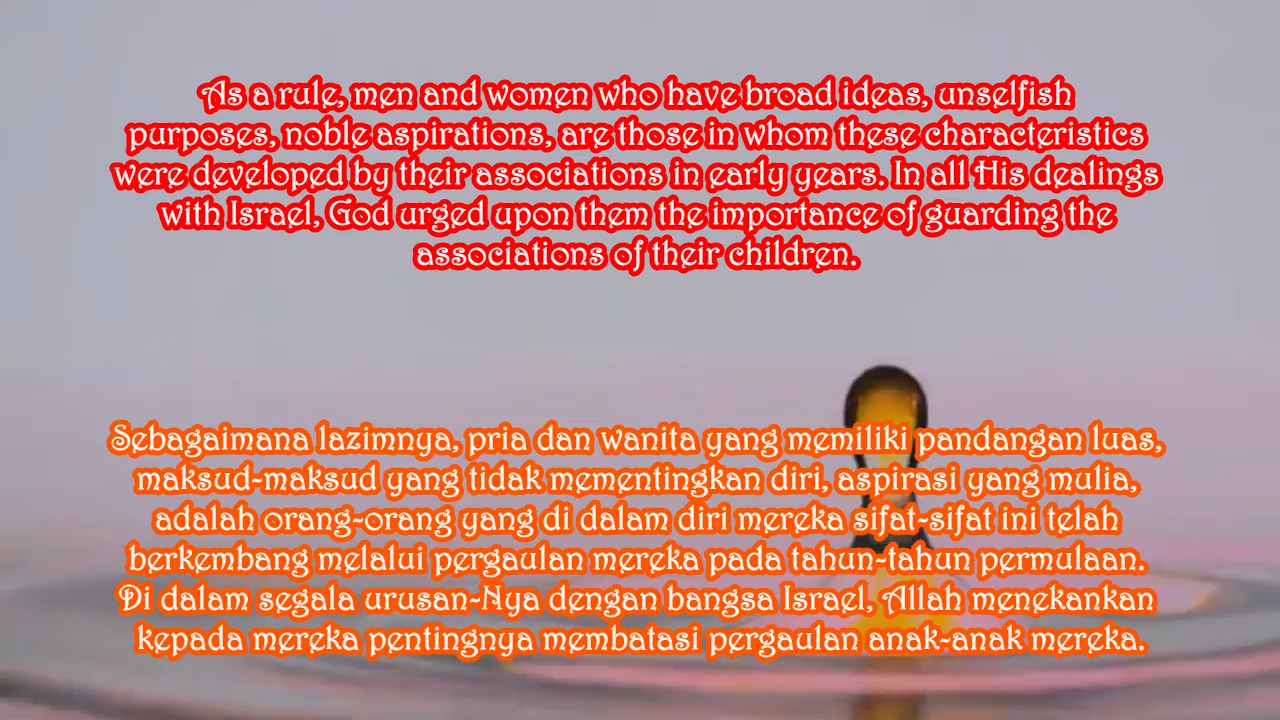 As a rule, men and women who have broad ideas, unselfish
purposes, noble aspirations, are those in whom these characteristics
were developed by their associations in early years. In all His dealings
with Israel, God urged upon them the importance of guarding the
associations of their children.
Sebagaimana lazimnya, pria dan wanita yang memiliki pandangan luas,
maksud-maksud yang tidak mementingkan diri, aspirasi yang mulia,
adalah orang-orang yang di dalam diri mereka sifat-sifat ini telah
berkembang melalui pergaulan mereka pada tahun-tahun permulaan.
Di dalam segala urusan-Nya dengan bangsa Israel, Allah menekankan
kepada mereka pentingnya membatasi pergaulan anak-anak mereka.